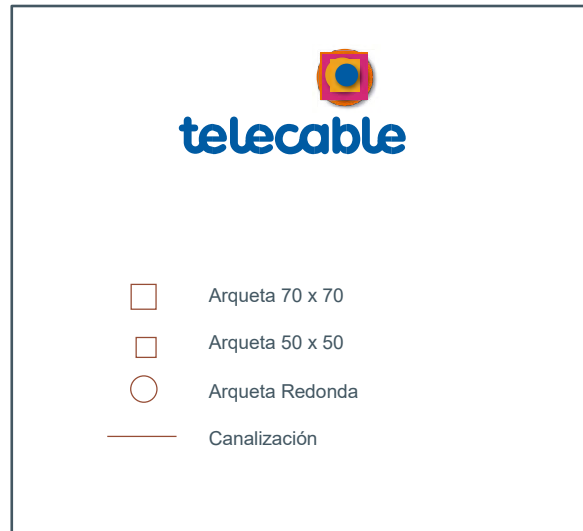 telecable
Arqueta 70 x 70
Arqueta 50 x 50
Arqueta Redonda
Canalización